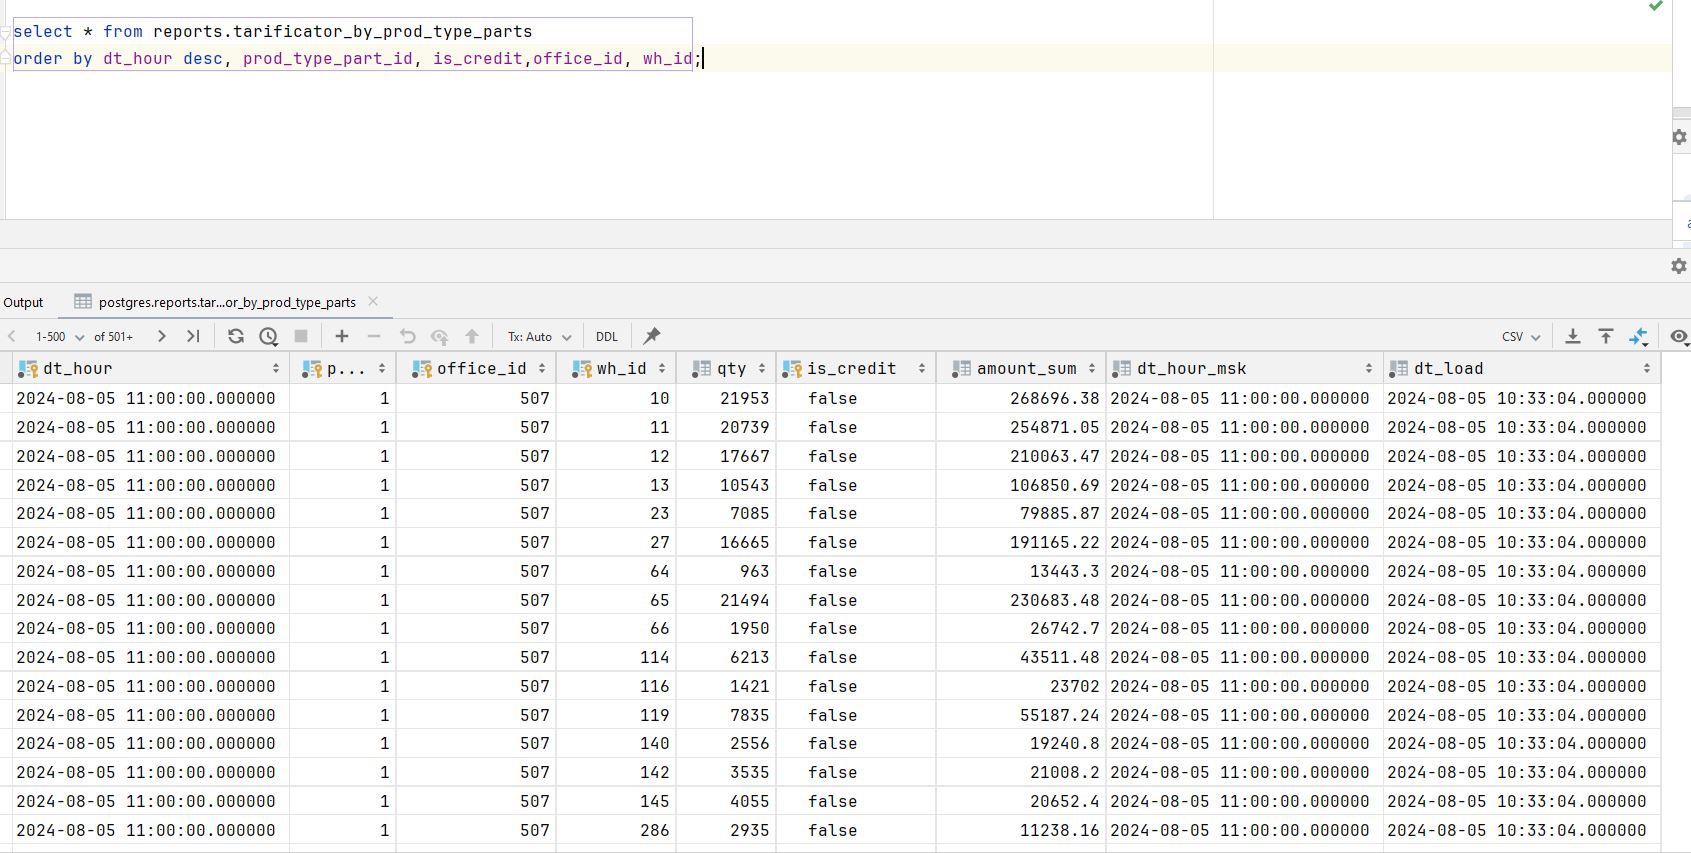 select * from reports.tarificator_by_prod_type_parts
order by dt_hour desc, prod_type_part_id, is_credit,office_id, wh_id;
Output postgres.reports.tar...or_by_prod_type_parts
1-500 of 501+ Tx: Auto DDL CSV
dt_hour p... office_id wh_id qty is_credit amount_sum dt_hour_msk dt_load
2024-08-05 11:00:00.000000 1 507 10 21953 false 268696.38 2024-08-05 11:00:00.000000 2024-08-05 10:33:04.000000
2024-08-05 11:00:00.000000 1 507 11 20739 false 254871.05 2024-08-05 11:00:00.000000 2024-08-05 10:33:04.000000
2024-08-05 11:00:00.000000 1 507 12 17667 false 210063.47 2024-08-05 11:00:00.000000 2024-08-05 10:33:04.000000
2024-08-05 11:00:00.000000 1 507 13 10543 false 106850.69 2024-08-05 11:00:00.000000 2024-08-05 10:33:04.000000
2024-08-05 11:00:00.000000 1 507 23 7085 false 79885.87 2024-08-05 11:00:00.000000 2024-08-05 10:33:04.000000
2024-08-05 11:00:00.000000 1 507 27 16665 false 191165.22 2024-08-05 11:00:00.000000 2024-08-05 10:33:04.000000
2024-08-05 11:00:00.000000 1 507 64 963 false 13443.3 2024-08-05 11:00:00.000000 2024-08-05 10:33:04.000000
2024-08-05 11:00:00.000000 1 507 65 21494 false 230683.48 2024-08-05 11:00:00.000000 2024-08-05 10:33:04.000000
2024-08-05 11:00:00.000000 1 507 66 1950 false 26742.7 2024-08-05 11:00:00.000000 2024-08-05 10:33:04.000000
2024-08-05 11:00:00.000000 1 507 114 6213 false 43511.48 2024-08-05 11:00:00.000000 2024-08-05 10:33:04.000000
2024-08-05 11:00:00.000000 1 507 116 1421 false 23702 2024-08-05 11:00:00.000000 2024-08-05 10:33:04.000000
2024-08-05 11:00:00.000000 1 507 119 7835 false 55187.24 2024-08-05 11:00:00.000000 2024-08-05 10:33:04.000000
2024-08-05 11:00:00.000000 1 507 140 2556 false 19240.8 2024-08-05 11:00:00.000000 2024-08-05 10:33:04.000000
2024-08-05 11:00:00.000000 1 507 142 3535 false 21008.2 2024-08-05 11:00:00.000000 2024-08-05 10:33:04.000000
2024-08-05 11:00:00.000000 1 507 145 4055 false 20652.4 2024-08-05 11:00:00.000000 2024-08-05 10:33:04.000000
2024-08-05 11:00:00.000000 1 507 286 2935 false 11238.16 2024-08-05 11:00:00.000000 2024-08-05 10:33:04.000000